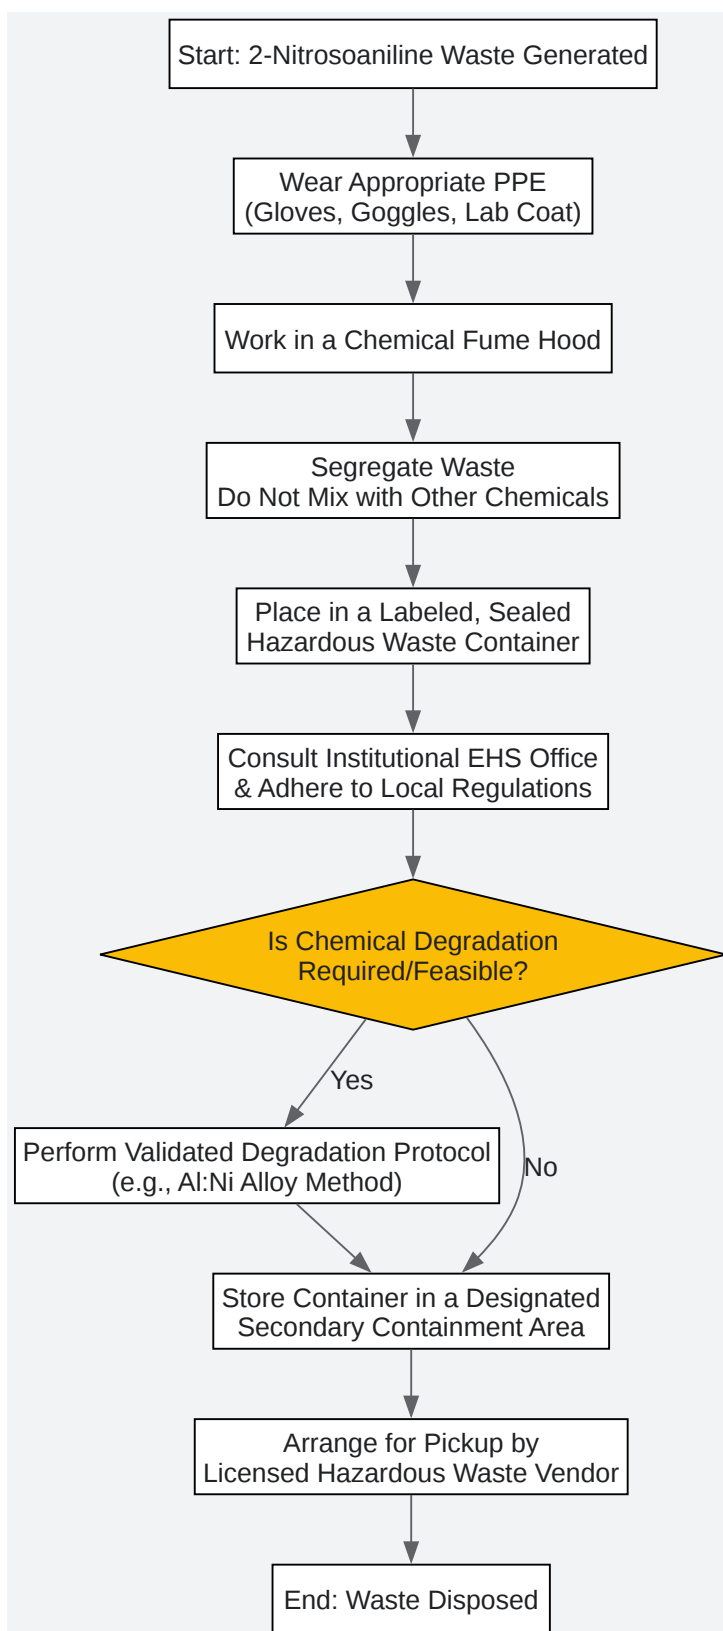 Start: 2-Nitrosoaniline Waste Generated
Wear Appropriate PPE
(Gloves, Goggles, Lab Coat)
Work in a Chemical Fume Hood
Segregate Waste
Do Not Mix with Other Chemicals
Place in a Labeled, Sealed
Hazardous Waste Container
Consult Institutional EHS Office
& Adhere to Local Regulations
Is Chemical Degradation
Required/Feasible?
Yes
Perform Validated Degradation Protocol
(e.g., Al:Ni Alloy Method)
No
Store Container in a Designated
Secondary Containment Area
Arrange for Pickup by
Licensed Hazardous Waste Vendor
End: Waste Disposed